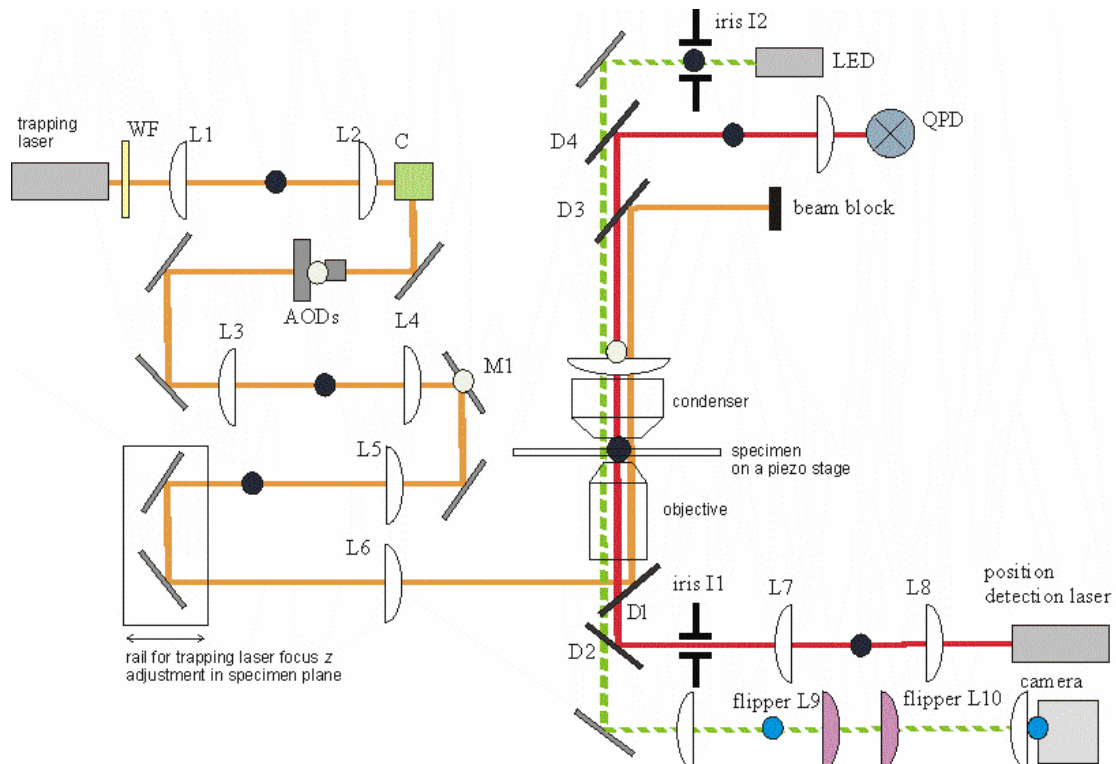 iris I2
LED
trapping
laser
WF
L1
L2
C
D4
QPD
D3
beam block
AODs
L3
L4
M1
condenser
specimen
on a piezo stage
L5
objective
L6
iris I1
D1
L7
L8
position
detection laser
D2
rail for trapping laser focus z
adjustment in specimen plane
flipper L9
flipper L10
camera